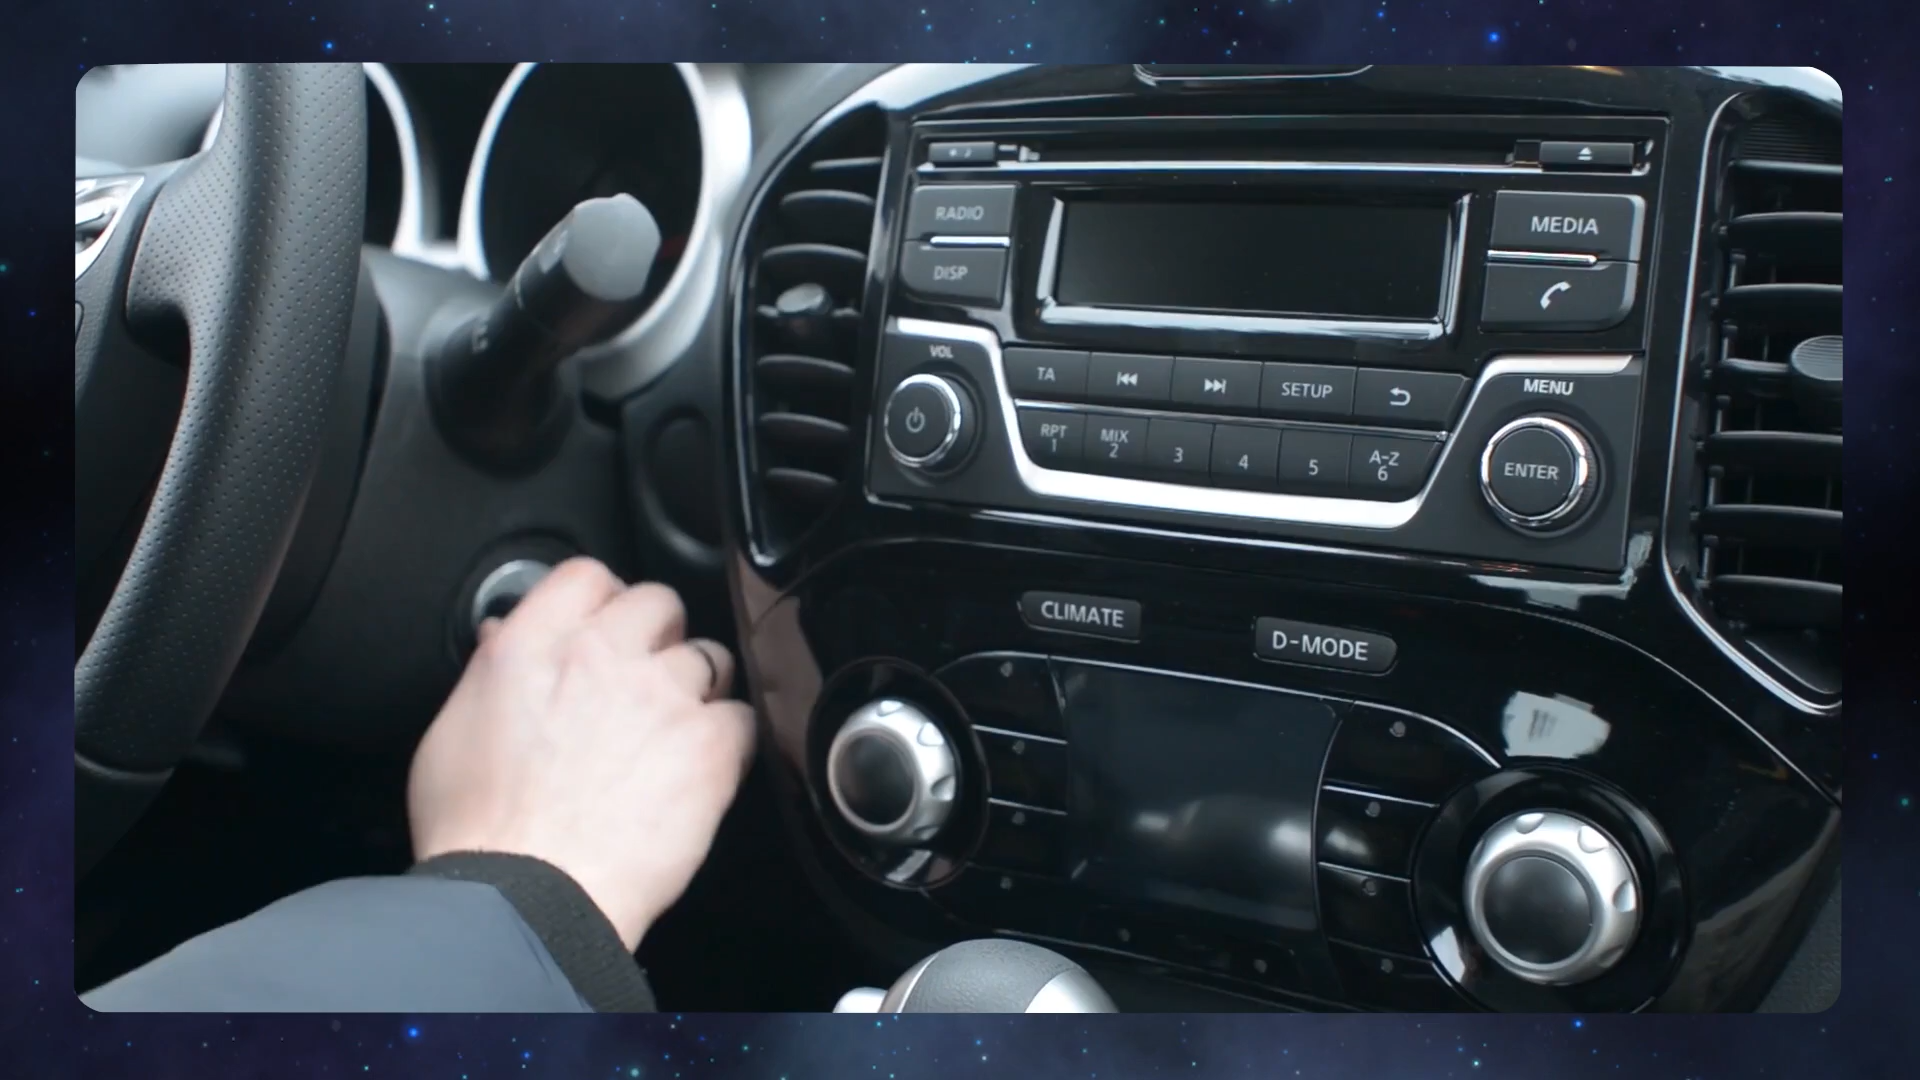 RADIO
MEDIA
DISP
VOL
TA
SETUP
MENU
RPT
1
MIX
2
3
4
5
A-Z
6
ENTER
CLIMATE
D-MODE